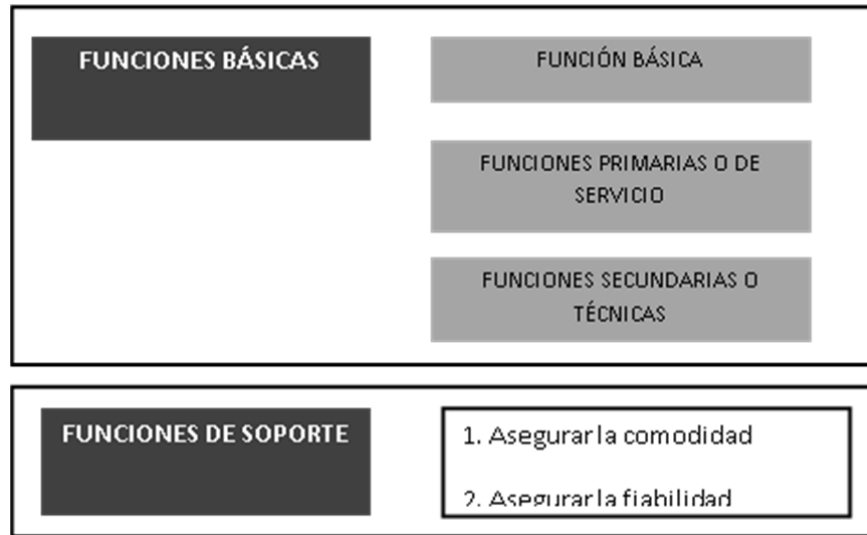 FUNCIONES BÁSICAS
FUNCIÓN BÁSICA
FUNCIONES PRIMARIAS O DE
SERVICIO
FUNCIONES SECUNDARIAS O
TÉCNICAS
FUNCIONES DE SOPORTE
1. Asegurar la comodidad
2. Asegurar la fiabilidad